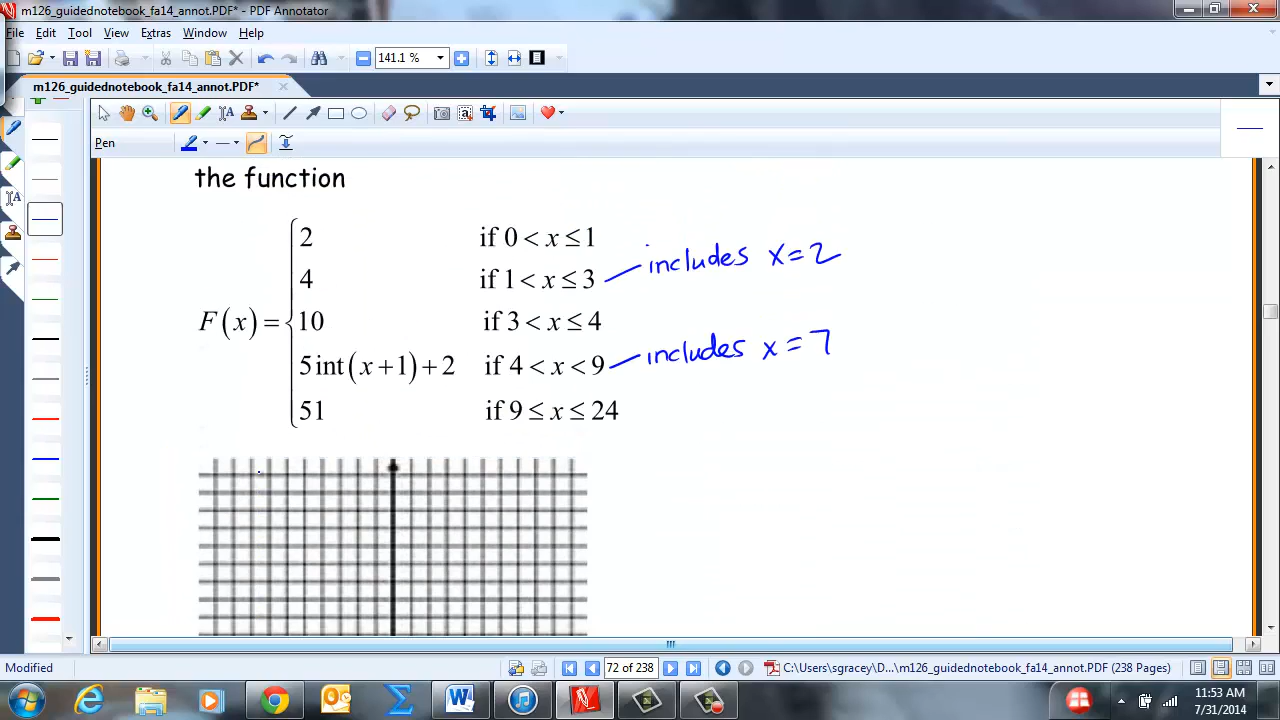 m126_guidednotebook_fa14_annot.PDF* - PDF Annotator
File Edit Tool View Extras Window Help
141.1 %
m126_guidednotebook_fa14_annot.PDF*
Pen
the function
2 if 0 < x ≤ 1
includes x=2
4 if 1 < x ≤ 3
F(x) = { 10 if 3 < x ≤ 4
includes x=7
5int(x+1)+2 if 4 < x < 9
51 if 9 ≤ x ≤ 24
Modified
72 of 238
C:\Users\sgracey\D...\m126_guidednotebook_fa14_annot.PDF (238 Pages)
11:53 AM
7/31/2014